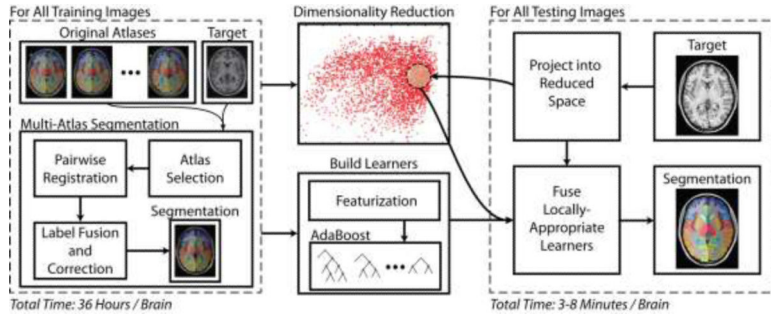 For All Training Images
Original Atlases
Target
Multi-Atlas Segmentation
Pairwise
Registration
Atlas
Selection
Label Fusion
and
Correction
Segmentation
Total Time: 36 Hours / Brain
Dimensionality Reduction
Build Learners
Featurization
AdaBoost
For All Testing Images
Project into
Reduced
Space
Target
Fuse
Locally-
Appropriate
Learners
Segmentation
Total Time: 3-8 Minutes / Brain